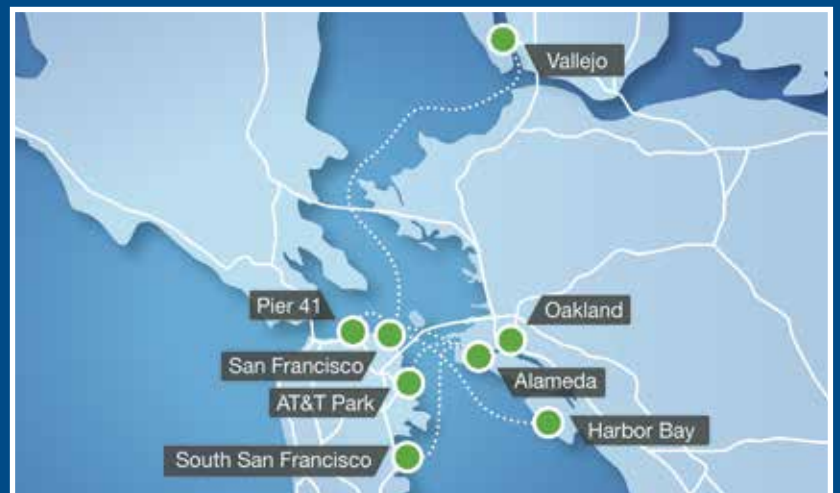 Vallejo
Pier 41
Oakland
San Francisco
Alameda
AT&T Park
Harbor Bay
South San Francisco